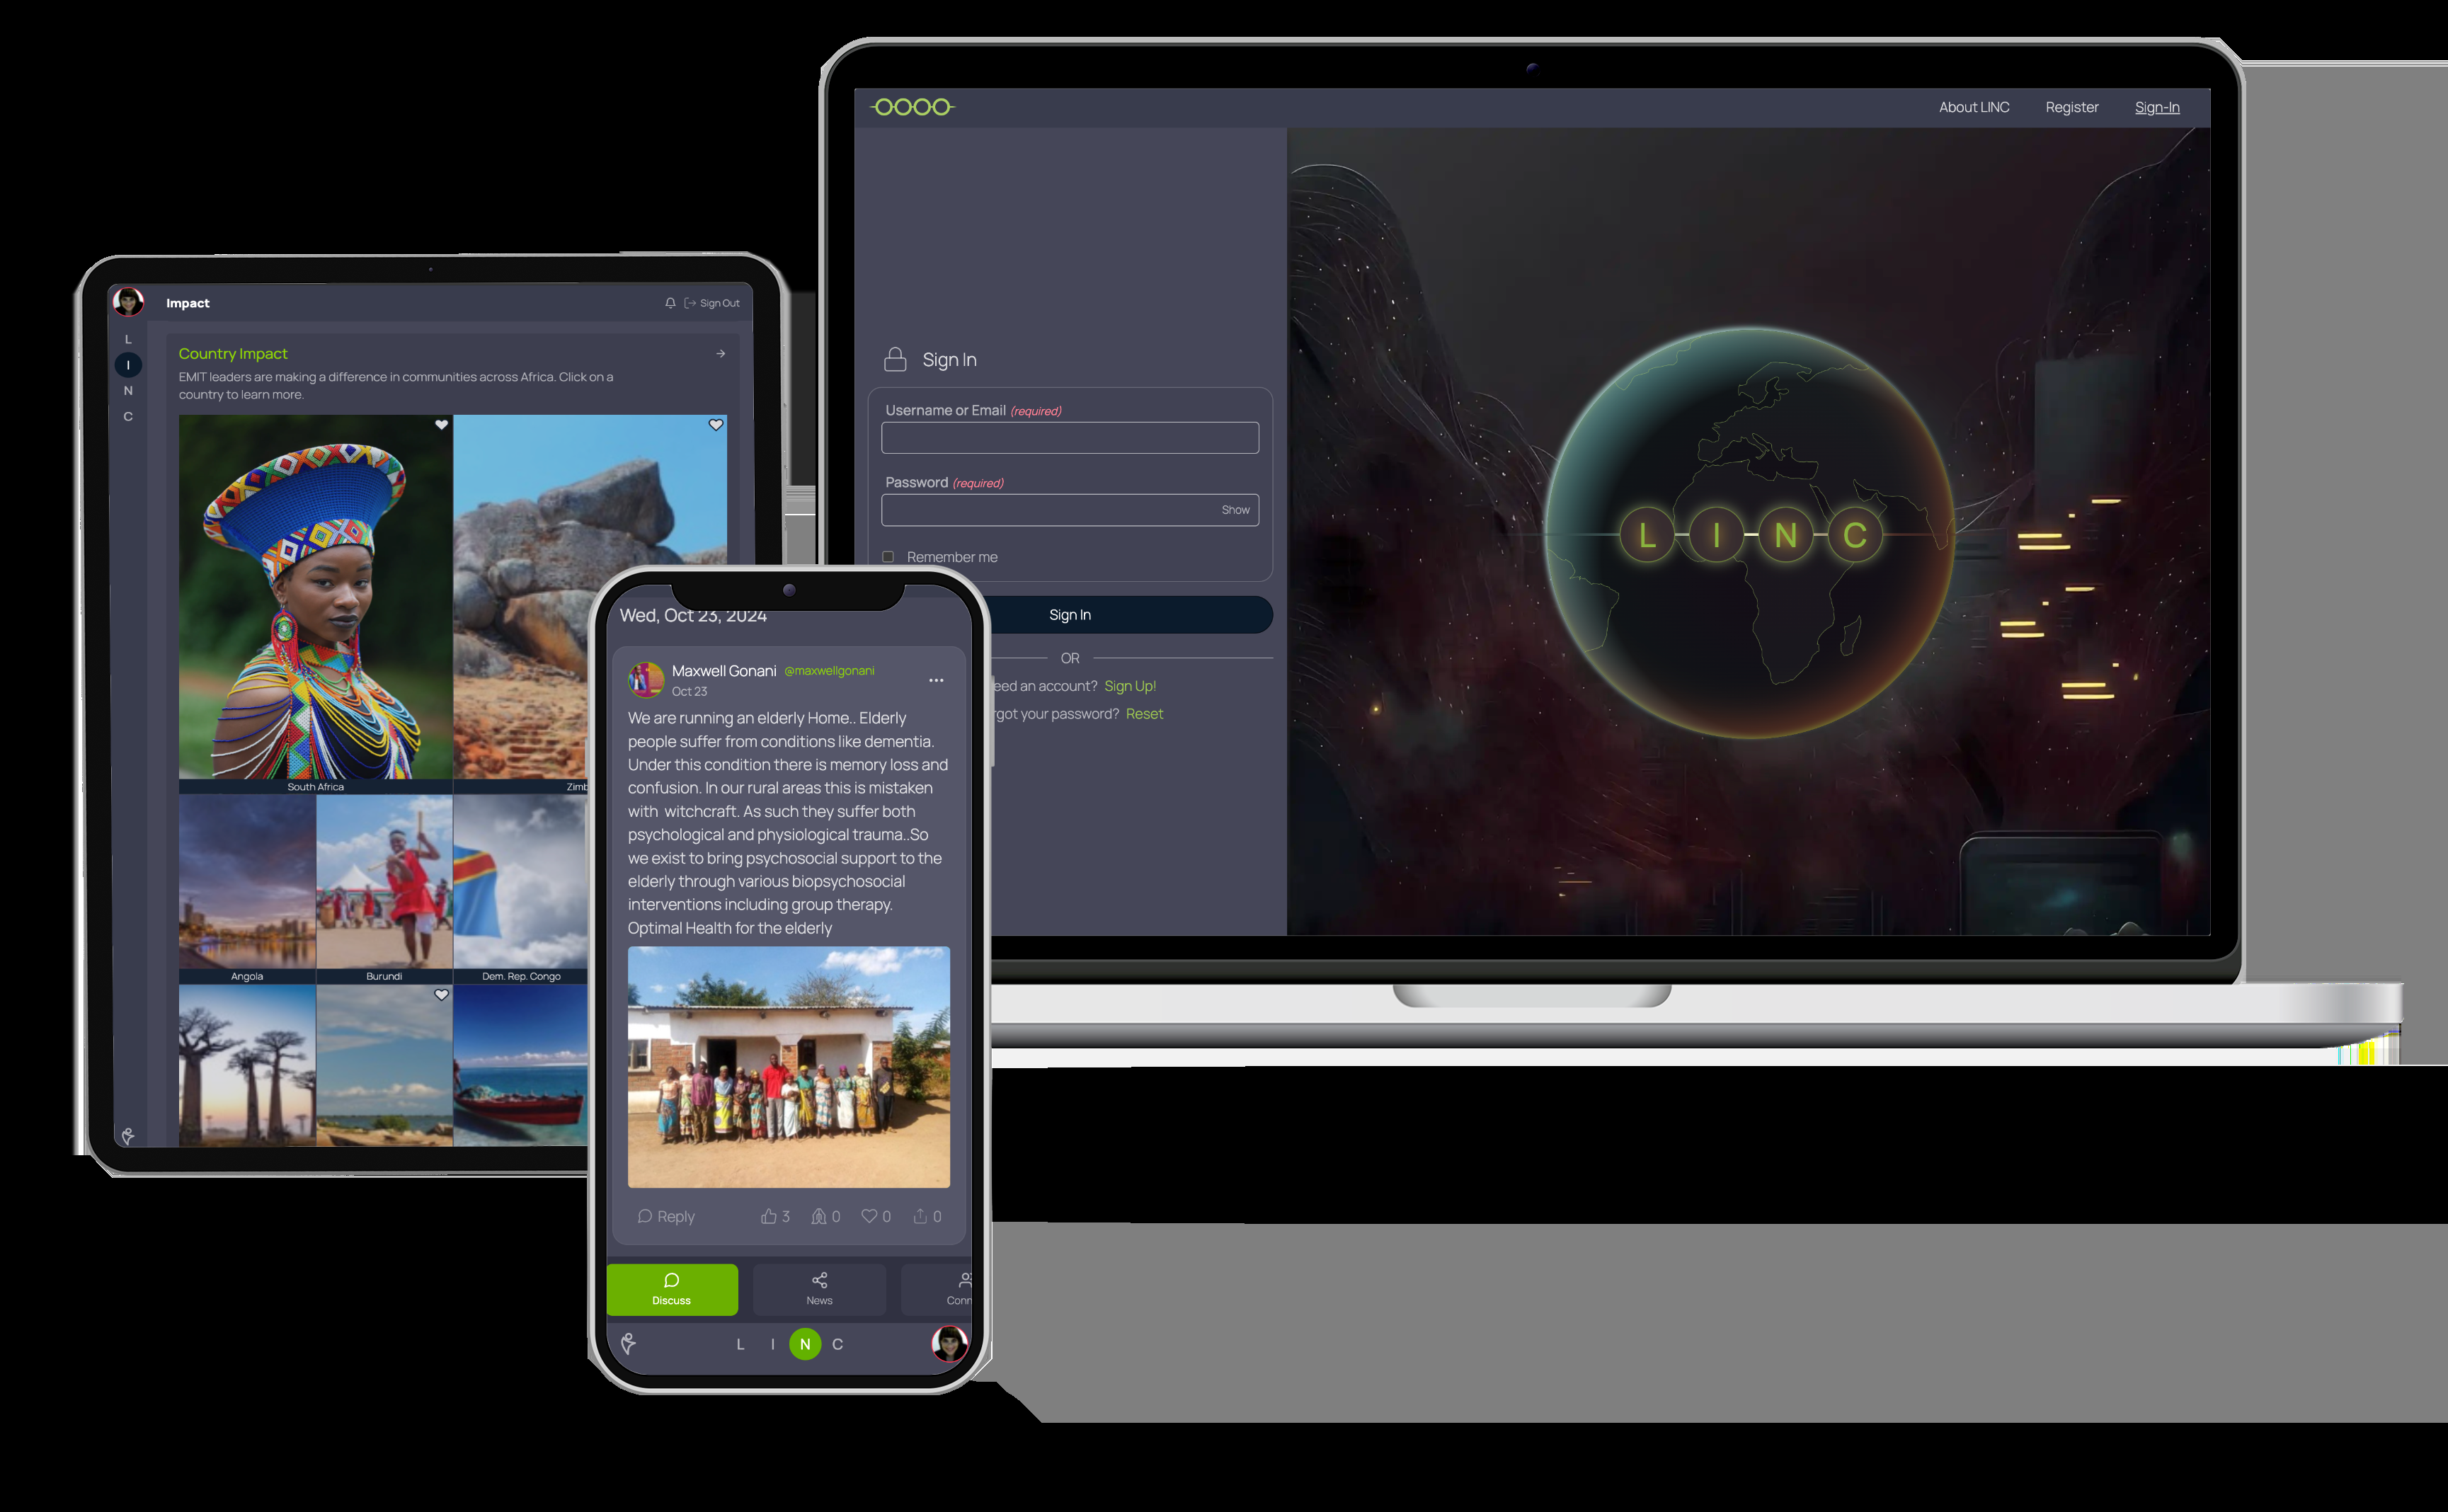 About LINC
Register
Sign-In
Sign In
Username or Email (required)
Password (required)
Show
Remember me
Sign In
OR
eed an account? Sign Up!
rgot your password? Reset
L I N C
Impact
Sign Out
L
I
N
C
Country Impact
EMIT leaders are making a difference in communities across Africa. Click on a
country to learn more.
South Africa
Zimb
Angola
Burundi
Dem. Rep. Congo
Wed, Oct 23, 2024
Maxwell Gonani @maxwellgonani
Oct 23
We are running an elderly Home.. Elderly
people suffer from conditions like dementia.
Under this condition there is memory loss and
confusion. In our rural areas this is mistaken
with witchcraft. As such they suffer both
psychological and physiological trauma..So
we exist to bring psychosocial support to the
elderly through various biopsychosocial
interventions including group therapy.
Optimal Health for the elderly
Reply
3
0
0
0
Discuss
News
Conn
L I N C